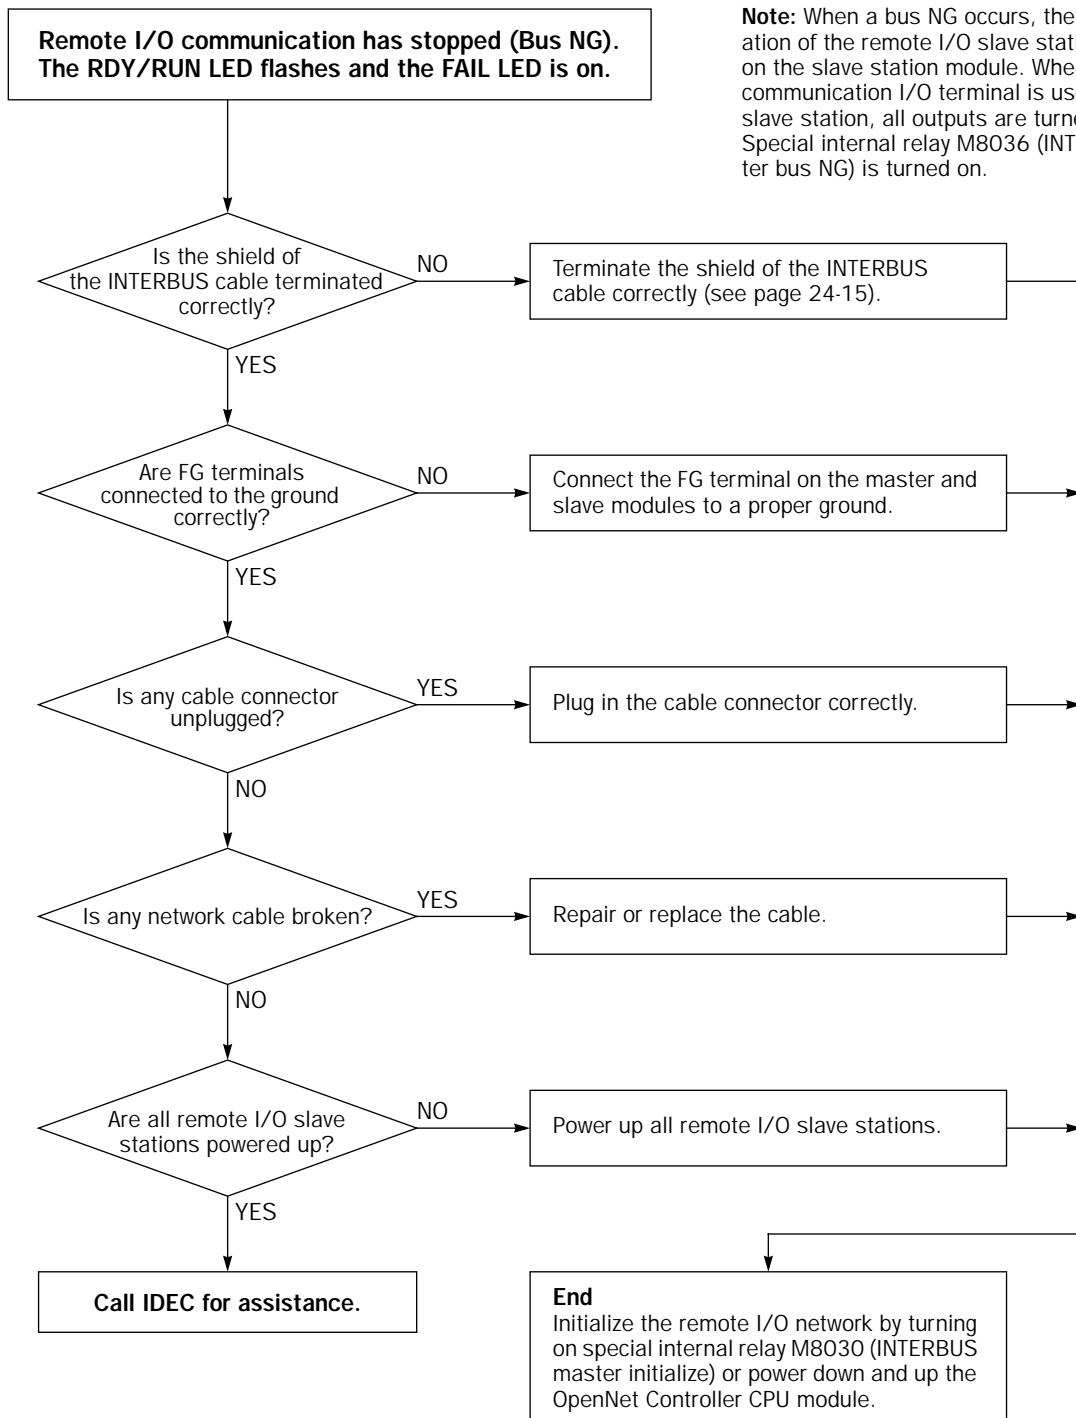 Remote I/O communication has stopped (Bus NG).
The RDY/RUN LED flashes and the FAIL LED is on.
Note: When a bus NG occurs, the
ation of the remote I/O slave stati
on the slave station module. Whe
communication I/O terminal is us
slave station, all outputs are turn
Special internal relay M8036 (INT
ter bus NG) is turned on.
Is the shield of
the INTERBUS cable terminated
correctly?
NO
Terminate the shield of the INTERBUS
cable correctly (see page 24-15).
YES
Are FG terminals
connected to the ground
correctly?
NO
Connect the FG terminal on the master and
slave modules to a proper ground.
YES
Is any cable connector
unplugged?
YES
Plug in the cable connector correctly.
NO
Is any network cable broken?
YES
Repair or replace the cable.
NO
Are all remote I/O slave
stations powered up?
NO
Power up all remote I/O slave stations.
YES
Call IDEC for assistance.
End
Initialize the remote I/O network by turning
on special internal relay M8030 (INTERBUS
master initialize) or power down and up the
OpenNet Controller CPU module.